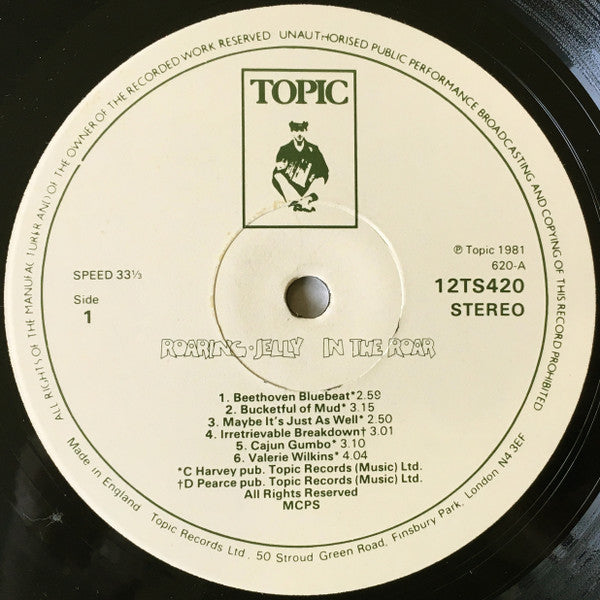 ALL RIGHTS OF THE MANUFACTURER AND OF THE OWNER OF THE RECORDED WORK RESERVED UNAUTHORISED PUBLIC PERFORMANCE BROADCASTING AND COPYING OF THIS RECORD PROHIBITED
TOPIC
℗ Topic 1981
620-A
SPEED 33⅓
12TS420
Side
STEREO
1
ROARING·JELLY IN THE ROAR
1. Beethoven Bluebeat*2.59
2. Bucketful of Mud* 3.15
3. Maybe It's Just As Well* 2.50
4. Irretrievable Breakdown† 3.01
5. Cajun Gumbo* 3.10
6. Valerie Wilkins* 4.04
*C Harvey pub. Topic Records (Music) Ltd.
†D Pearce pub. Topic Records (Music) Ltd.
All Rights Reserved
MCPS
Made in England Topic Records Ltd. 50 Stroud Green Road, Finsbury Park, London N4 3EF